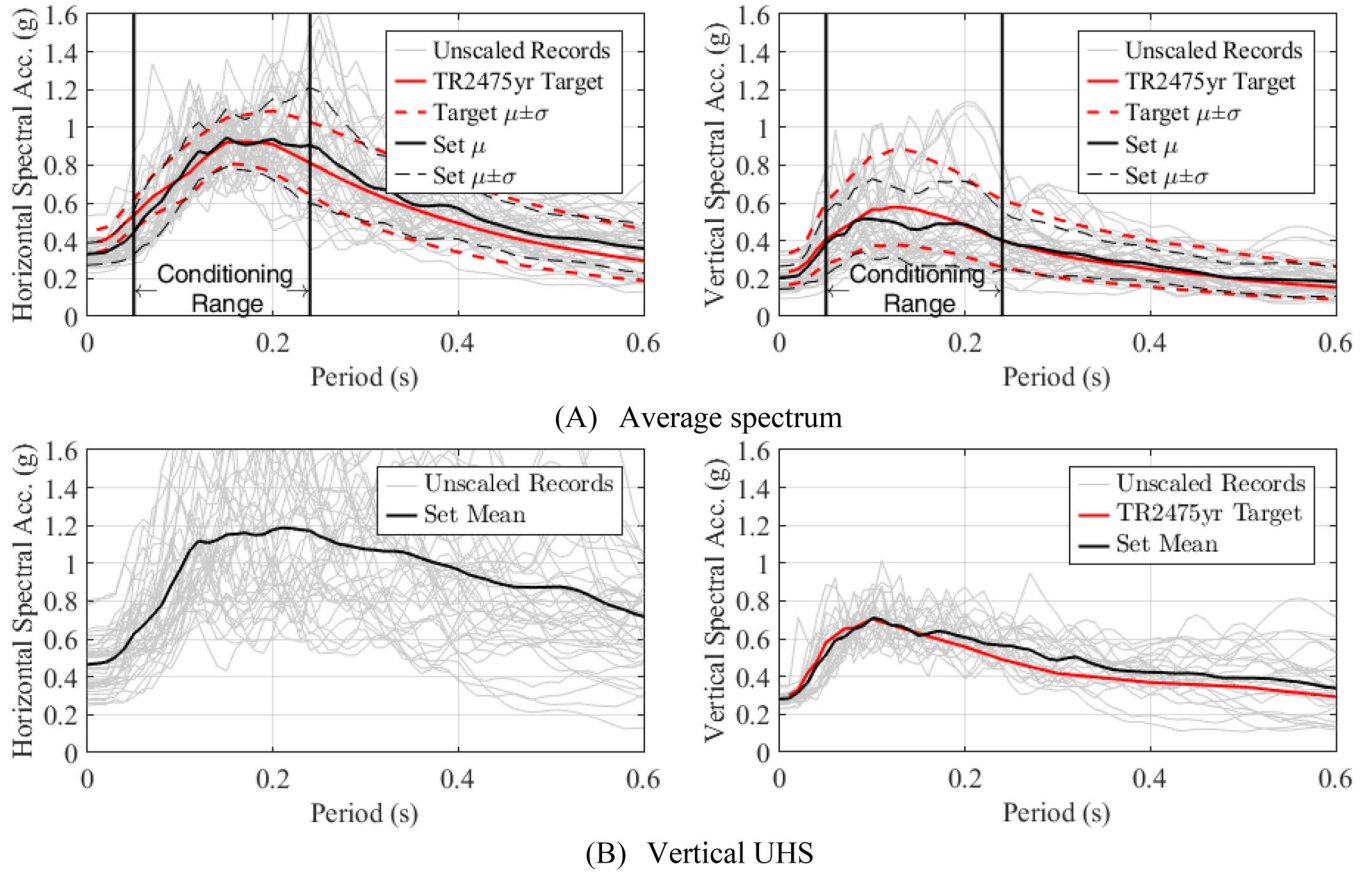 Horizontal Spectral Acc. (g)
1.6
1.4
1.2
1
0.8
0.6
0.4
0.2
0
Unscaled Records
TR2475yr Target
Target μ±σ
Set μ
Set μ±σ
Conditioning
Range
0
0.2
0.4
0.6
Period (s)
Vertical Spectral Acc. (g)
1.6
1.4
1.2
1
0.8
0.6
0.4
0.2
0
Unscaled Records
TR2475yr Target
Target μ±σ
Set μ
Set μ±σ
Conditioning
Range
0
0.2
0.4
0.6
Period (s)
(A) Average spectrum
Horizontal Spectral Acc. (g)
1.6
1.4
1.2
1
0.8
0.6
0.4
0.2
0
Unscaled Records
Set Mean
0
0.2
0.4
0.6
Period (s)
Vertical Spectral Acc. (g)
1.6
1.4
1.2
1
0.8
0.6
0.4
0.2
0
Unscaled Records
TR2475yr Target
Set Mean
0
0.2
0.4
0.6
Period (s)
(B) Vertical UHS